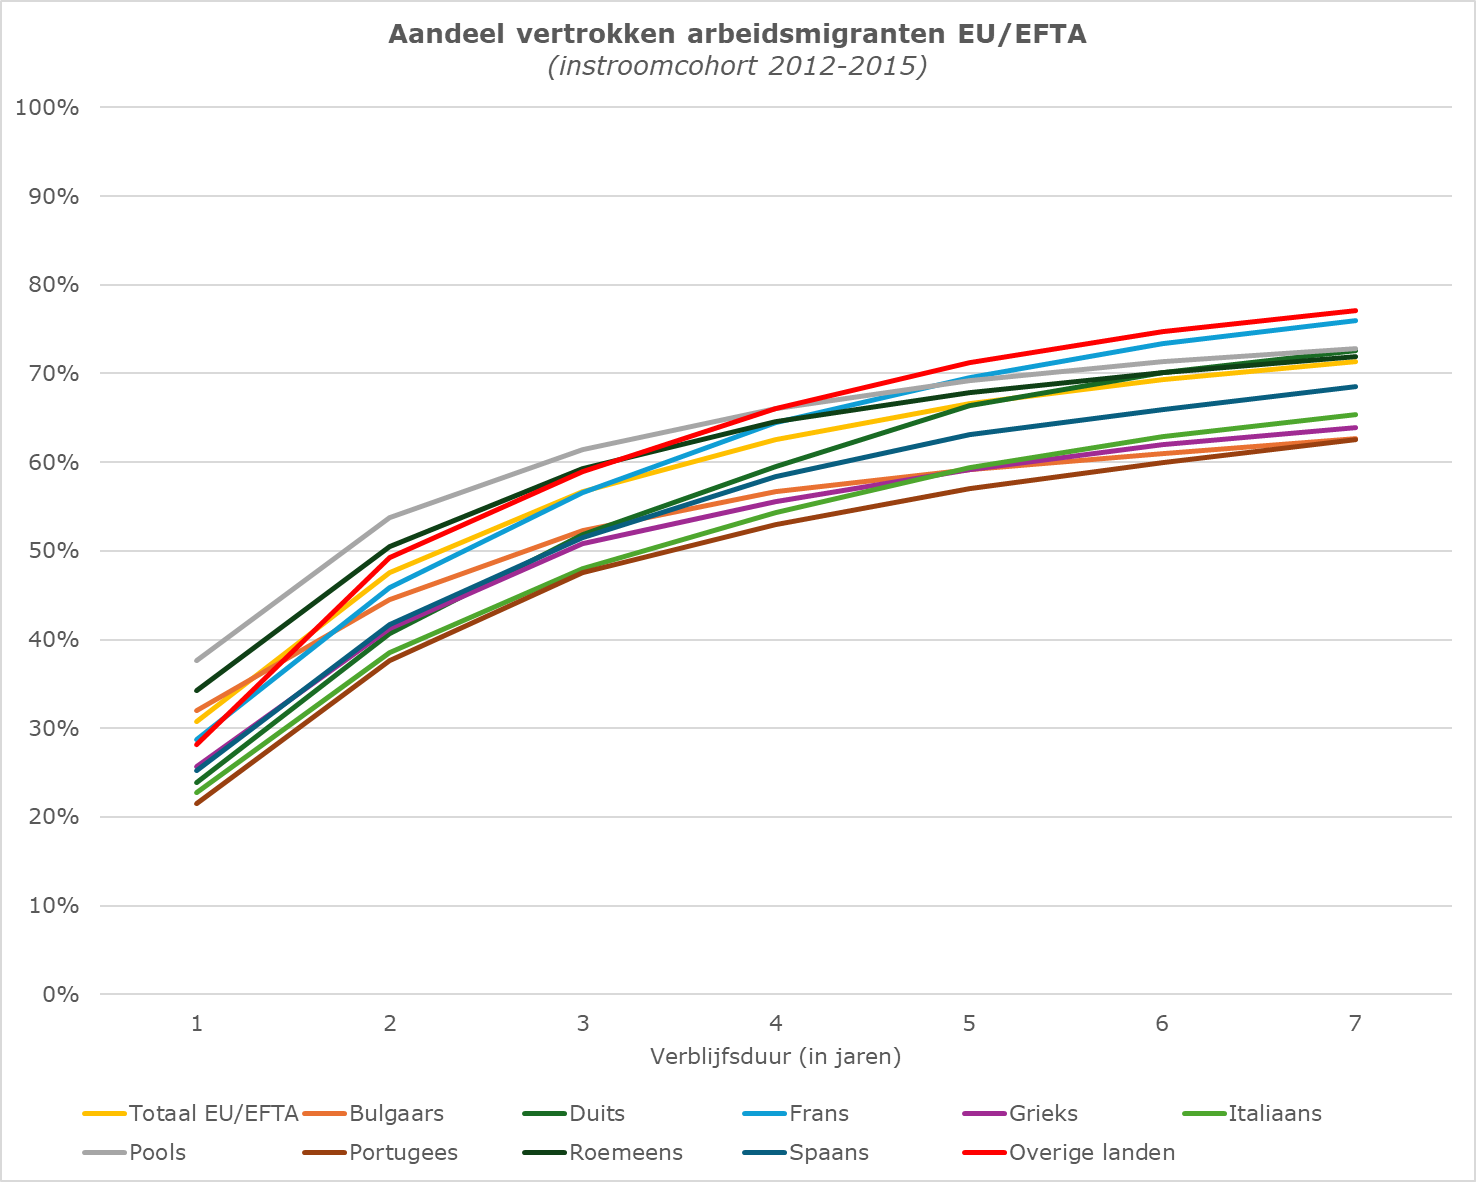 Aandeel vertrokken arbeidsmigranten EU/EFTA
(instroomcohort 2012-2015)
100%
90%
80%
70%
60%
50%
40%
30%
20%
10%
0%
1 2 3 4 5 6 7
Verblijfsduur (in jaren)
Totaal EU/EFTA Bulgaars Duits Frans Grieks Italiaans
Pools Portugees Roemeens Spaans Overige landen